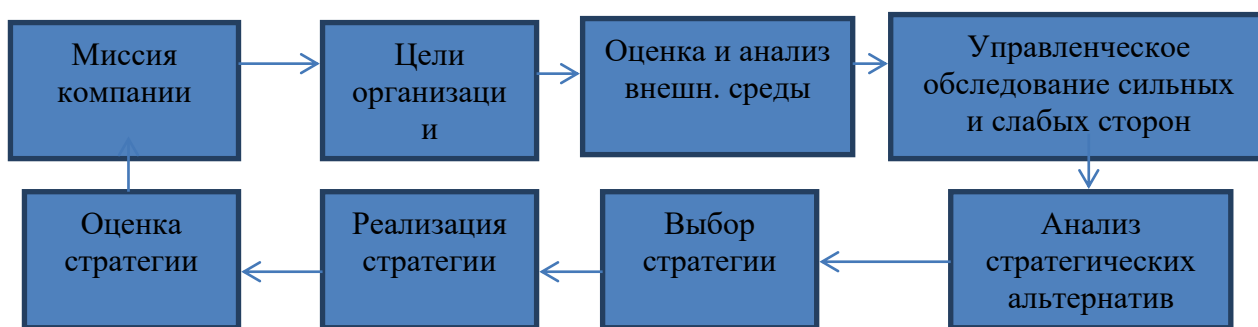 Миссия
компании
Цели
организаци
и
Оценка и анализ
внешн. среды
Управленческое
обследование сильных
и слабых сторон
Анализ
стратегических
альтернатив
Выбор
стратегии
Реализация
стратегии
Оценка
стратегии